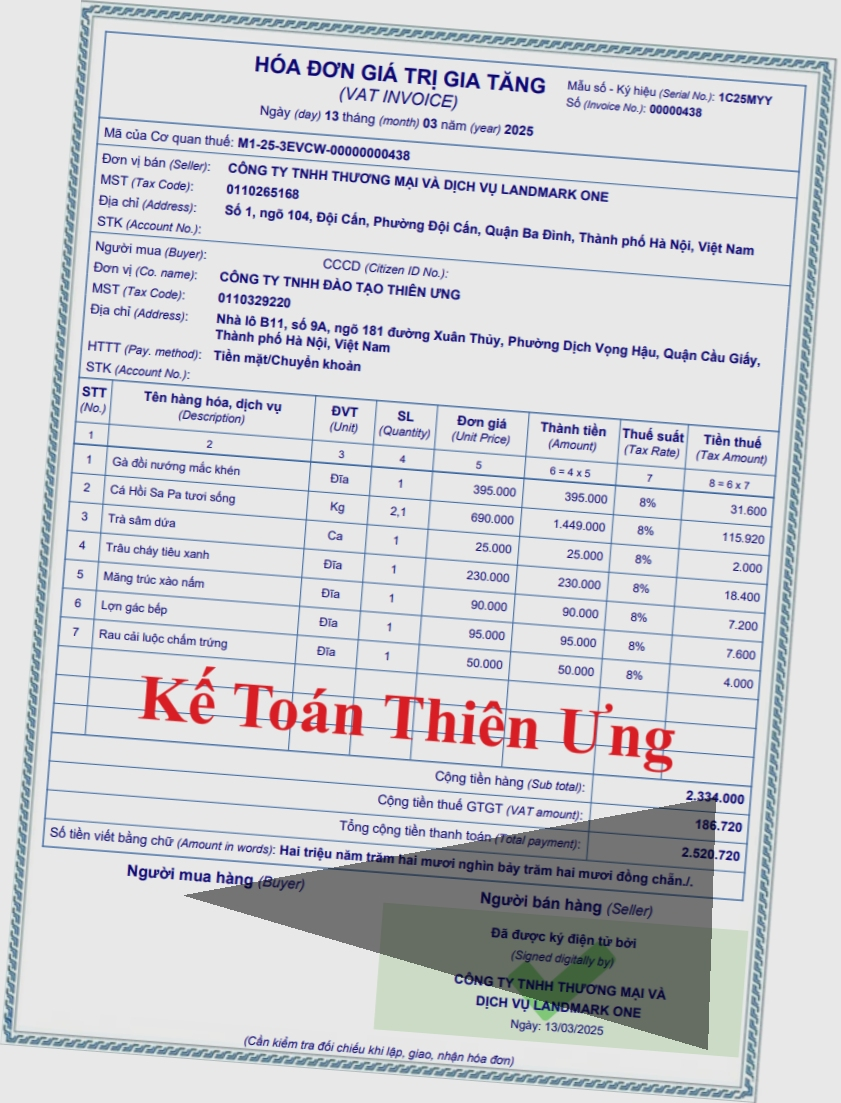 HÓA ĐƠN GIÁ TRỊ GIA TĂNG
(VAT INVOICE)
Ngày (day) 13 tháng (month) 03 năm (year) 2025
Mẫu số - Ký hiệu (Serial No.): 1C25MYY
Số (Invoice No.): 00000438
Mã của Cơ quan thuế: M1-25-3EVCW-00000000438
Đơn vị bán (Seller): CÔNG TY TNHH THƯƠNG MẠI VÀ DỊCH VỤ LANDMARK ONE
MST (Tax Code): 0110265168
Địa chỉ (Address): Số 1, ngõ 104, Đội Cấn, Phường Đội Cấn, Quận Ba Đình, Thành phố Hà Nội, Việt Nam
STK (Account No.):
Người mua (Buyer): CCCD (Citizen ID No.):
Đơn vị (Co. name): CÔNG TY TNHH ĐÀO TẠO THIÊN ƯNG
MST (Tax Code): 0110329220
Địa chỉ (Address): Nhà lô B11, số 9A, ngõ 181 đường Xuân Thủy, Phường Dịch Vọng Hậu, Quận Cầu Giấy,
Thành phố Hà Nội, Việt Nam
HTTT (Pay. method): Tiền mặt/Chuyển khoản
STK (Account No.):
STT (No.) Tên hàng hóa, dịch vụ (Description) ĐVT (Unit) SL (Quantity) Đơn giá (Unit Price) Thành tiền (Amount) Thuế suất (Tax Rate) Tiền thuế (Tax Amount)
1 2 3 4 5 6 = 4 x 5 7 8 = 6 x 7
1 Gà đồi nướng mắc khén Đĩa 1 395.000 395.000 8% 31.600
2 Cá Hồi Sa Pa tươi sống Kg 2,1 690.000 1.449.000 8% 115.920
3 Trà sâm dứa Ca 1 25.000 25.000 8% 2.000
4 Trâu cháy tiêu xanh Đĩa 1 230.000 230.000 8% 18.400
5 Măng trúc xào nấm Đĩa 1 90.000 90.000 8% 7.200
6 Lợn gác bếp Đĩa 1 95.000 95.000 8% 7.600
7 Rau cải luộc chấm trứng Đĩa 1 50.000 50.000 8% 4.000
Kế Toán Thiên Ưng
Cộng tiền hàng (Sub total): 2.334.000
Cộng tiền thuế GTGT (VAT amount): 186.720
Tổng cộng tiền thanh toán (Total payment): 2.520.720
Số tiền viết bằng chữ (Amount in words): Hai triệu năm trăm hai mươi nghìn bảy trăm hai mươi đồng chẵn./.
Người mua hàng (Buyer)
Người bán hàng (Seller)
Đã được ký điện tử bởi
(Signed digitally by)
CÔNG TY TNHH THƯƠNG MẠI VÀ
DỊCH VỤ LANDMARK ONE
Ngày: 13/03/2025
(Cần kiểm tra đối chiếu khi lập, giao, nhận hóa đơn)